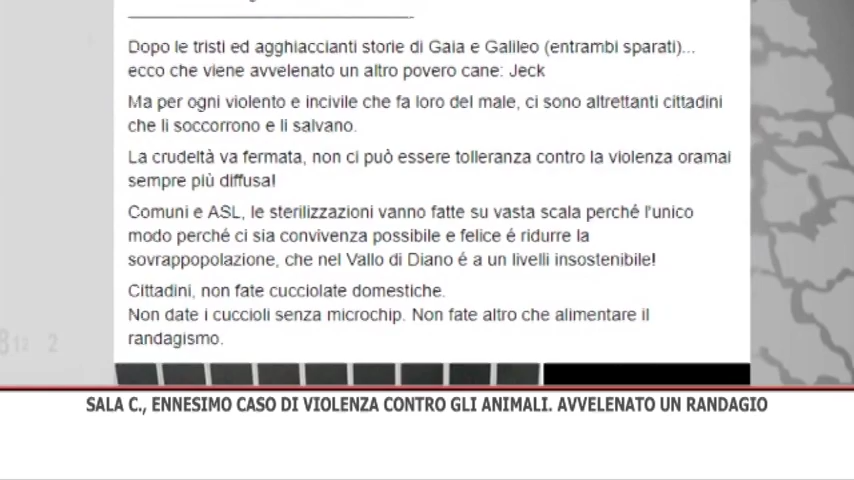 Dopo le tristi ed agghiaccianti storie di Gaia e Galileo (entrambi sparati)...
ecco che viene avvelenato un altro povero cane: Jeck
Ma per ogni violento e incivile che fa loro del male, ci sono altrettanti cittadini
che li soccorrono e li salvano.
La crudeltà va fermata, non ci può essere tolleranza contro la violenza oramai
sempre più diffusa!
Comuni e ASL, le sterilizzazioni vanno fatte su vasta scala perché l'unico
modo perché ci sia convivenza possibile e felice é ridurre la
sovrappopolazione, che nel Vallo di Diano é a un livelli insostenibile!
Cittadini, non fate cucciolate domestiche.
Non date i cuccioli senza microchip. Non fate altro che alimentare il
randagismo.
SALA C., ENNESIMO CASO DI VIOLENZA CONTRO GLI ANIMALI. AVVELENATO UN RANDAGIO